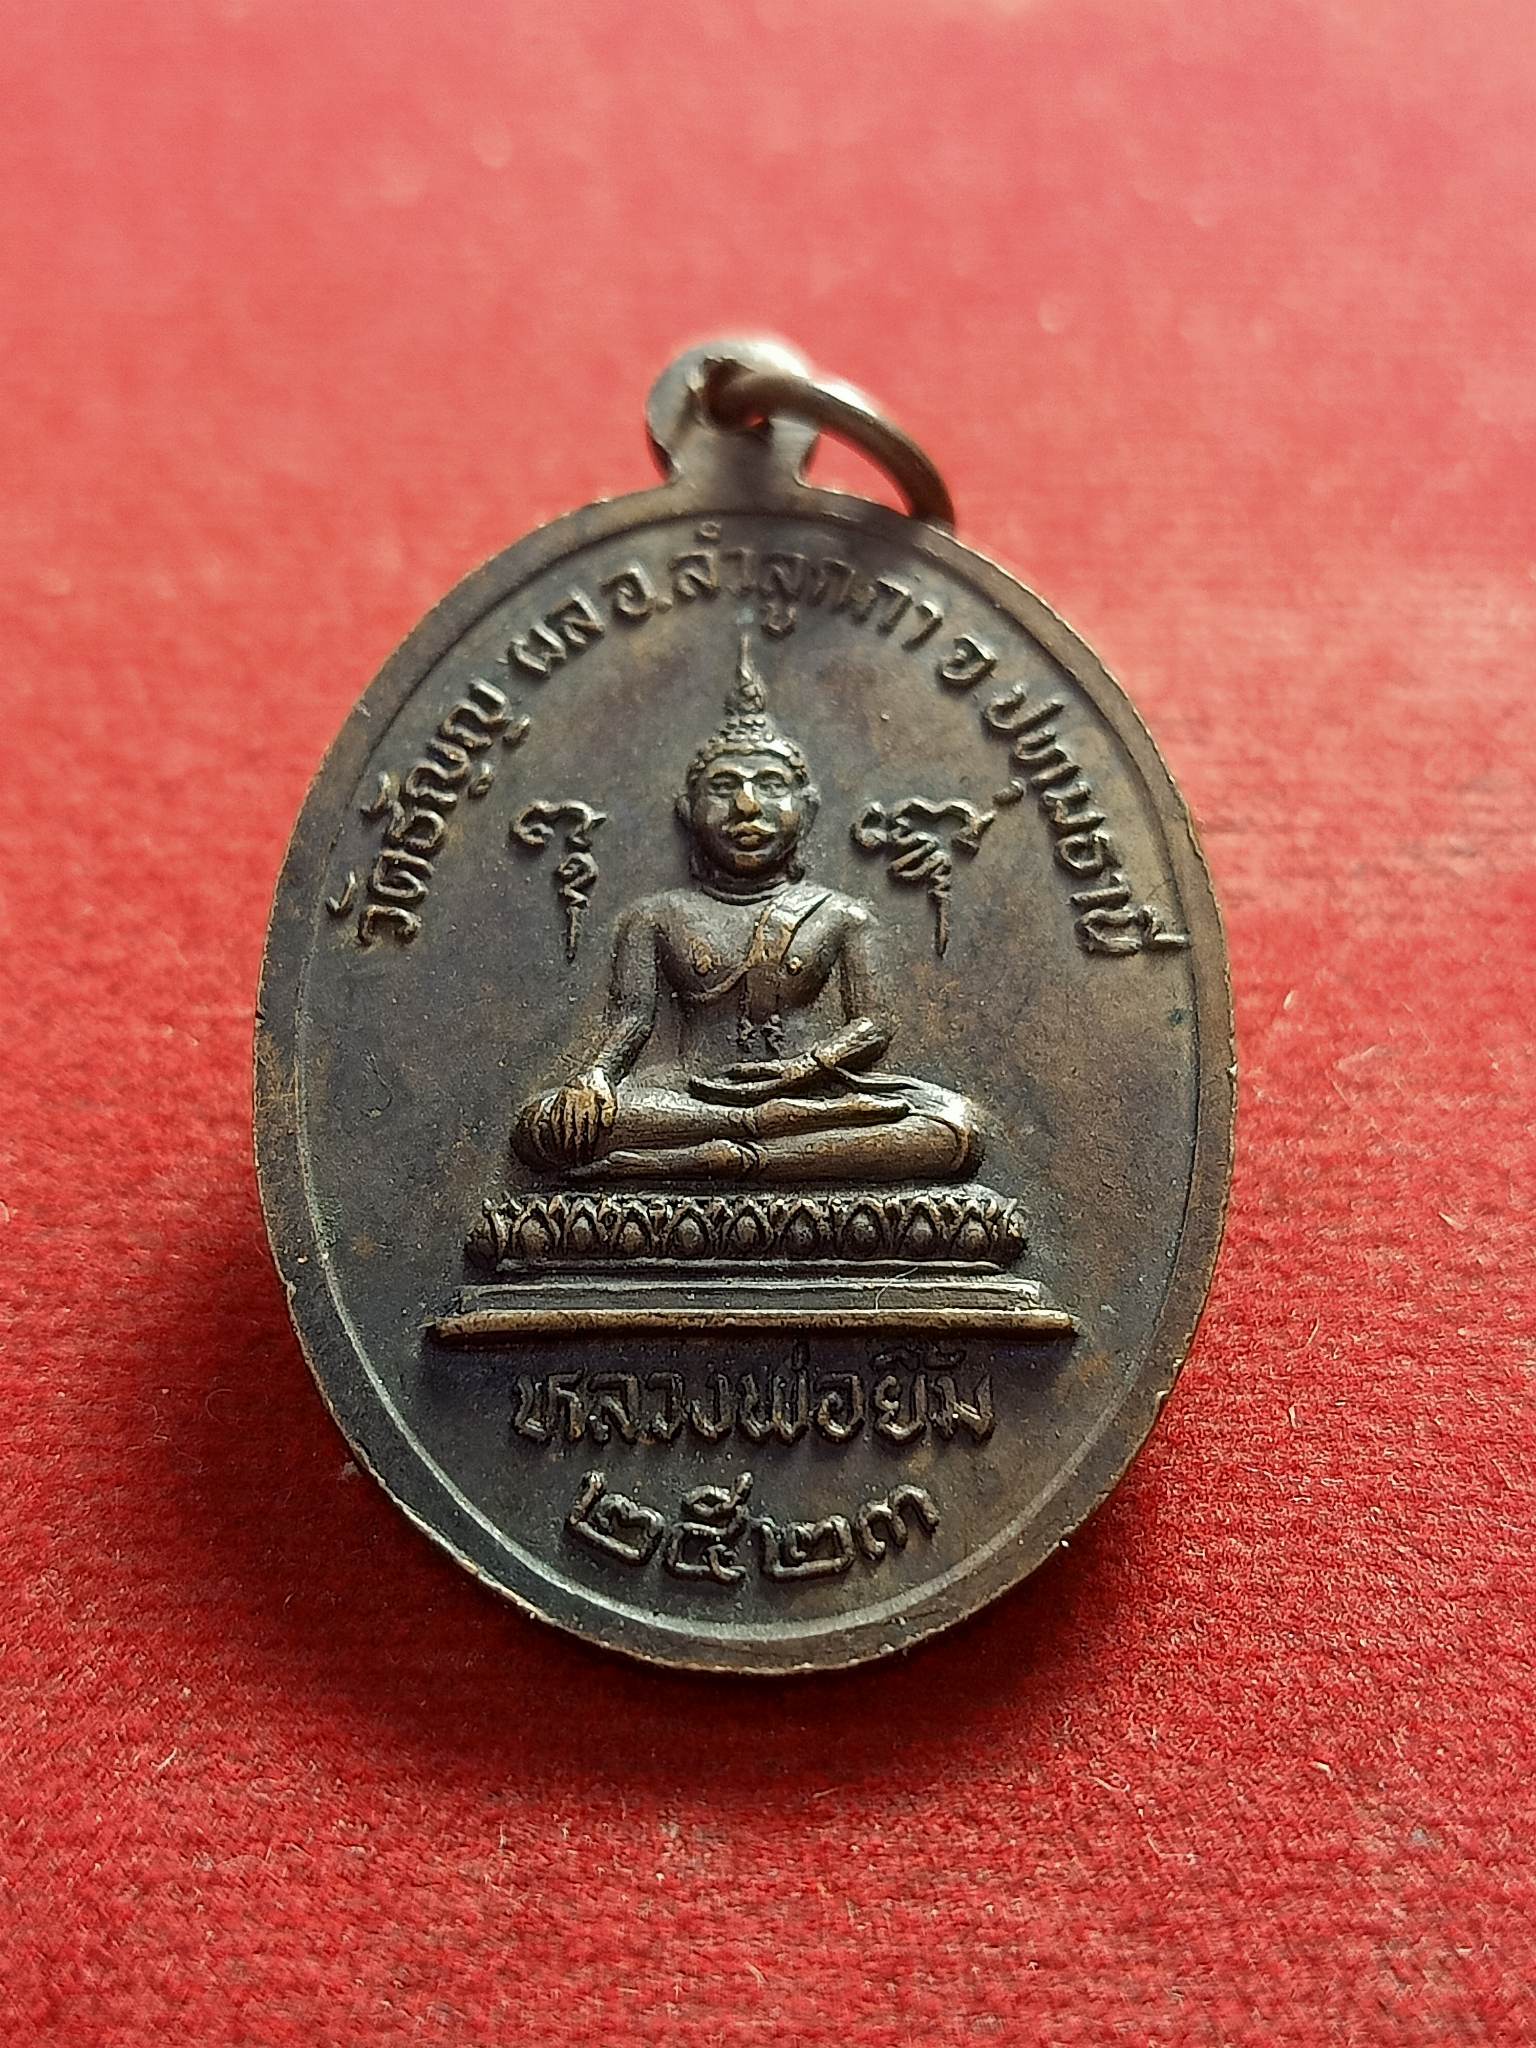 วัดธัญญ ผล อ.ลำลูกกา จ.ปทุมธานี
หลวงพ่อยิ้ม
๒๕๒๓